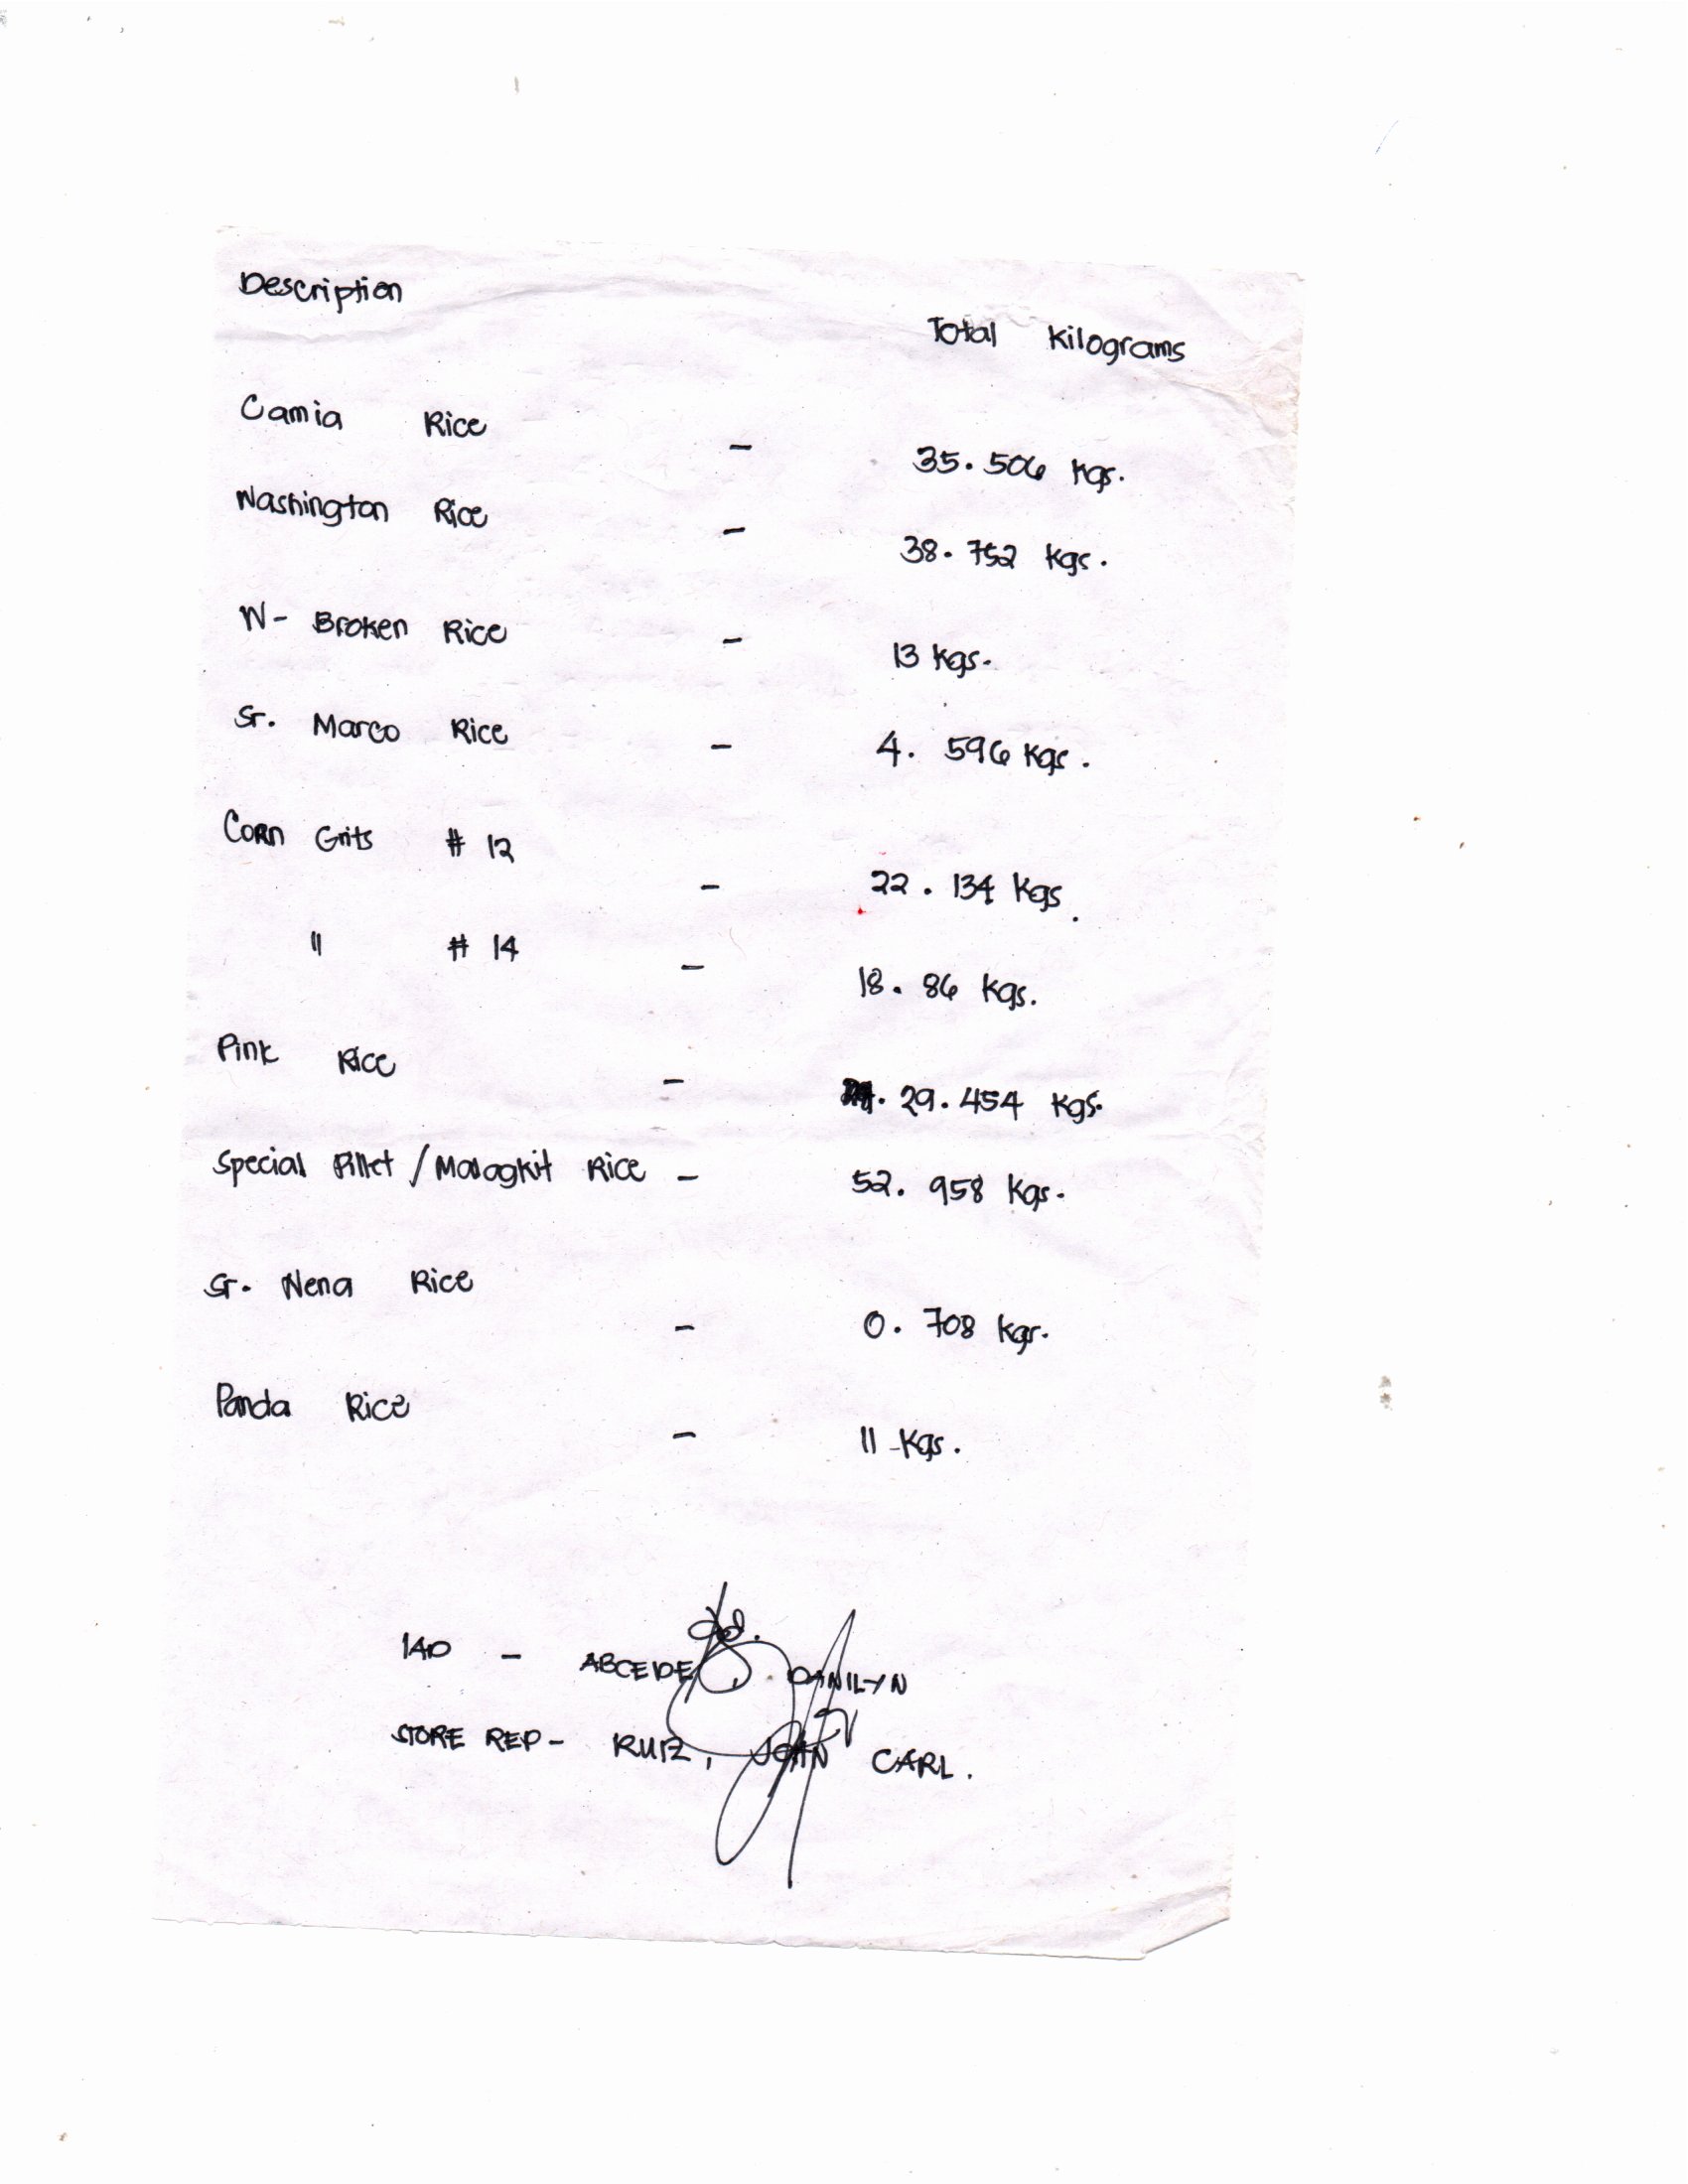 Description
Total Kilograms
Camia Rice - 35.506 Kgs.
Washington Rice - 38.752 Kgs.
W- Broken Rice - 13 Kgs.
Sr. Marco Rice - 4. 596 Kgs.
Corn Grits # 12 - 22. 134 Kgs.
" # 14 - 18. 86 Kgs.
Pink Rice - 29.454 Kgs.
Special Pillet / Malagkit Rice - 52. 958 Kgs.
Sr. Nena Rice - 0. 708 Kgs.
Panda Rice - 11 Kgs.
IAD - ABCEDE DANILYN
STORE REP - RUIZ, JOHN CARL.